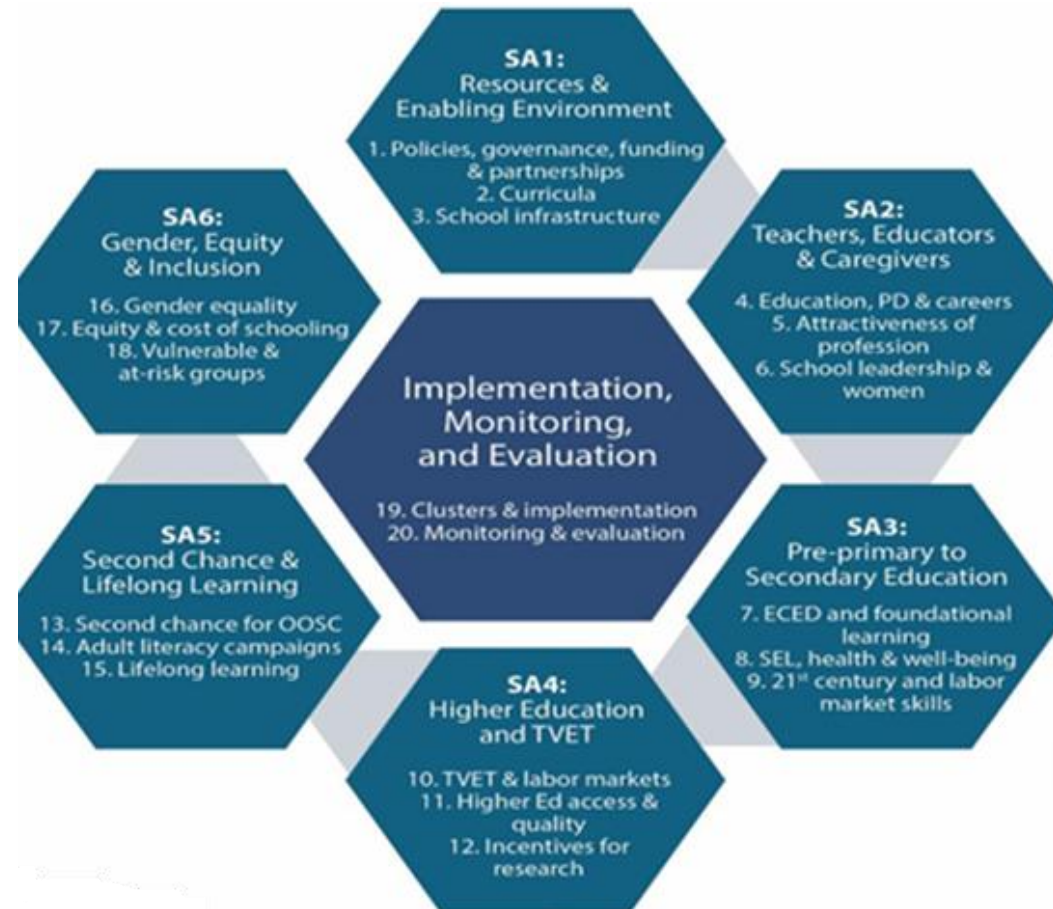 SA1:
Resources &
Enabling Environment
1. Policies, governance, funding
& partnerships
2. Curricula
3. School infrastructure
SA2:
Teachers, Educators
& Caregivers
4. Education, PD & careers
5. Attractiveness of
profession
6. School leadership &
women
SA3:
Pre-primary to
Secondary Education
7. ECED and foundational
learning
8. SEL, health & well-being
9. 21st century and labor
market skills
SA4:
Higher Education
and TVET
10. TVET & labor markets
11. Higher Ed access &
quality
12. Incentives for
research
SA5:
Second Chance &
Lifelong Learning
13. Second chance for OOSC
14. Adult literacy campaigns
15. Lifelong learning
SA6:
Gender, Equity
& Inclusion
16. Gender equality
17. Equity & cost of schooling
18. Vulnerable &
at-risk groups
Implementation,
Monitoring,
and Evaluation
19. Clusters & implementation
20. Monitoring & evaluation